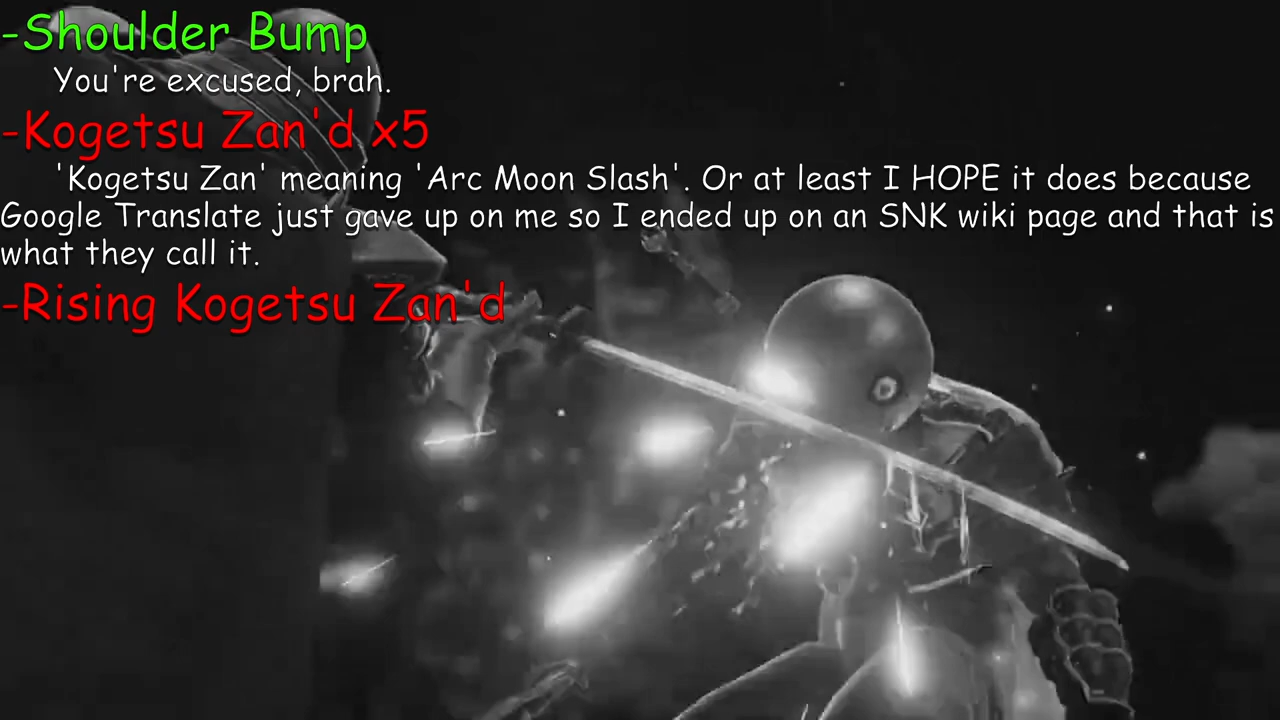 -Shoulder Bump
You're excused, brah.
-Kogetsu Zan'd x5
'Kogetsu Zan' meaning 'Arc Moon Slash'. Or at least I HOPE it does because
Google Translate just gave up on me so I ended up on an SNK wiki page and that is
what they call it.
-Rising Kogetsu Zan'd